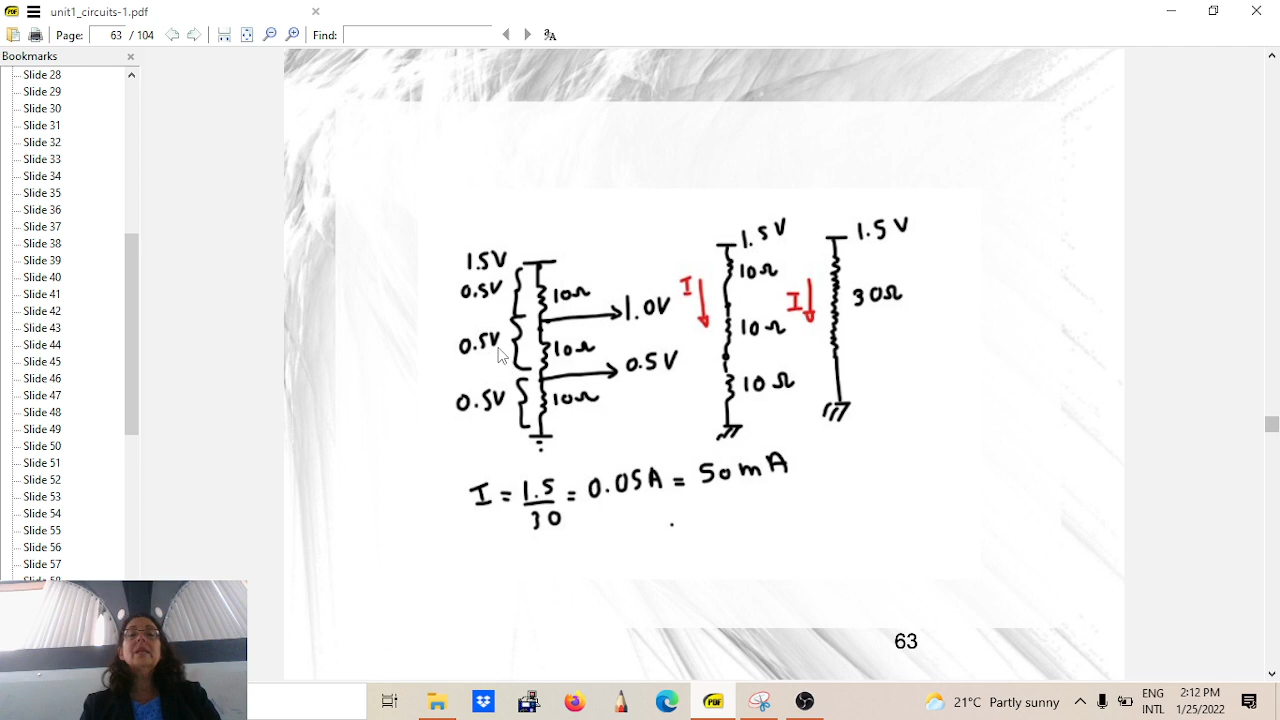 unit1_circuits-1.pdf
Page: 63 / 104
Find:
Bookmarks
Slide 28
Slide 29
Slide 30
Slide 31
Slide 32
Slide 33
Slide 34
Slide 35
Slide 36
Slide 37
Slide 38
Slide 39
Slide 40
Slide 41
Slide 42
Slide 43
Slide 44
Slide 45
Slide 46
Slide 47
Slide 48
Slide 49
Slide 50
Slide 51
Slide 52
Slide 53
Slide 54
Slide 55
Slide 56
Slide 57
1.5V
0.5V
10Ω
1.0V
0.5V
10Ω
0.5V
0.5V
10Ω
1.5V
10Ω
I
10Ω
10Ω
1.5V
I
30Ω
I = 1.5/30 = 0.05A = 50mA
63
17°C Partly sunny
ENG
INTL
2:12 PM
1/25/2022